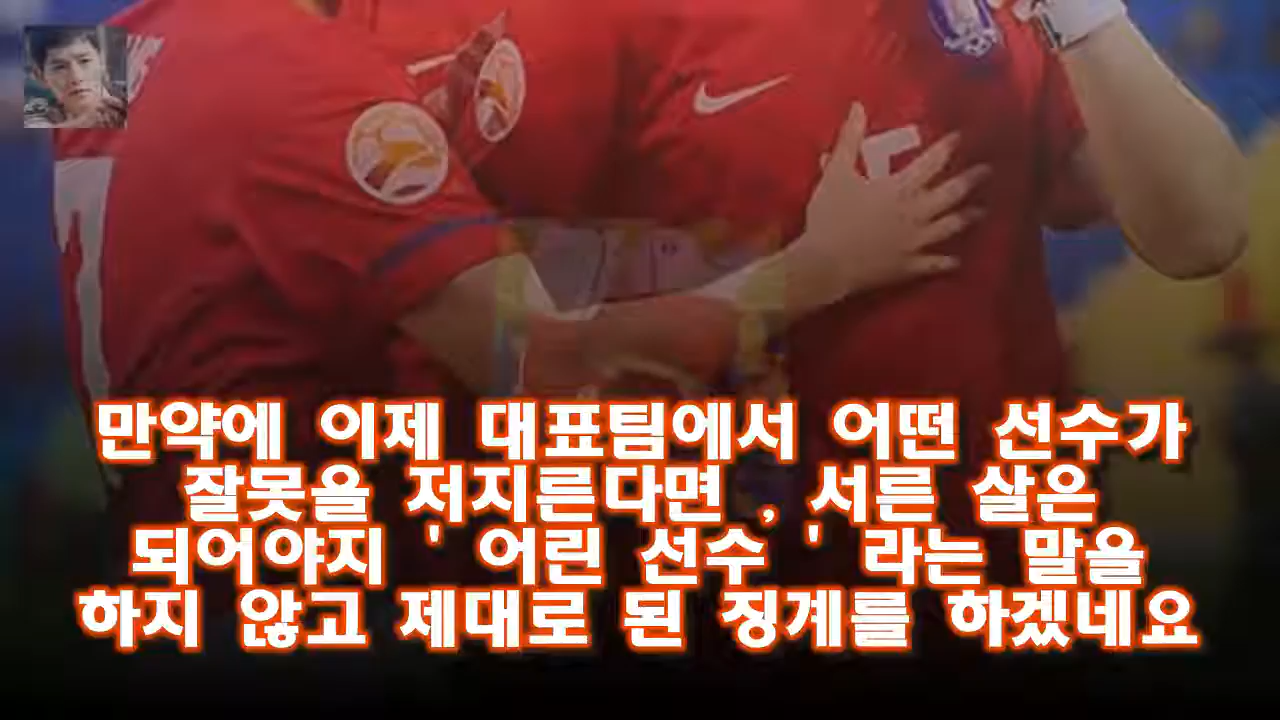 7
만약에 이제 대표팀에서 어떤 선수가
잘못을 저지른다면 , 서른 살은
되어야지 ' 어린 선수 ' 라는 말을
하지 않고 제대로 된 징계를 하겠네요